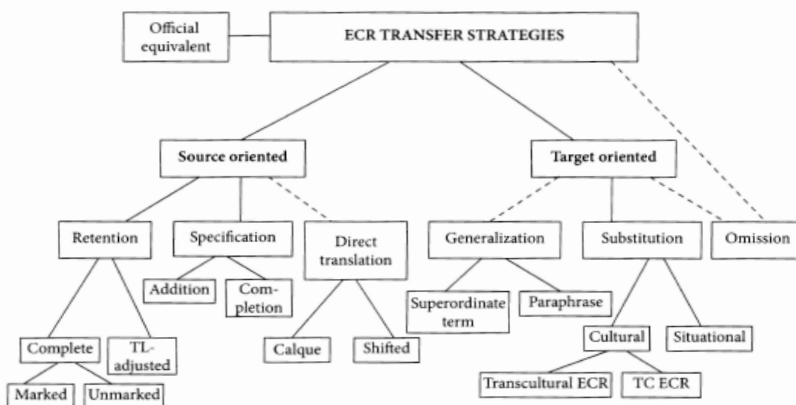 Official
equivalent
ECR TRANSFER STRATEGIES
Source oriented
Target oriented
Retention
Specification
Direct
translation
Generalization
Substitution
Omission
Addition
Com-
pletion
Superordinate
term
Paraphrase
Complete
TL-
adjusted
Calque
Shifted
Cultural
Situational
Marked
Unmarked
Transcultural ECR
TC ECR